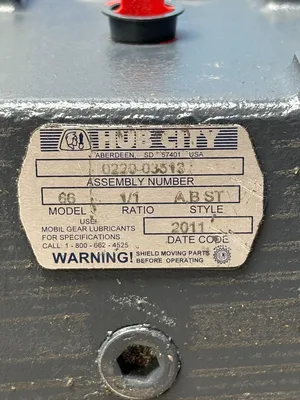 HUB CITY
ABERDEEN, SD 57401 USA
0220-03513
ASSEMBLY NUMBER
66 1/1 A,B ST
MODEL RATIO STYLE
USE
MOBIL GEAR LUBRICANTS
FOR SPECIFICATIONS
CALL: 1-800-662-4525
2011
DATE CODE
WARNING! SHIELD MOVING PARTS
BEFORE OPERATING